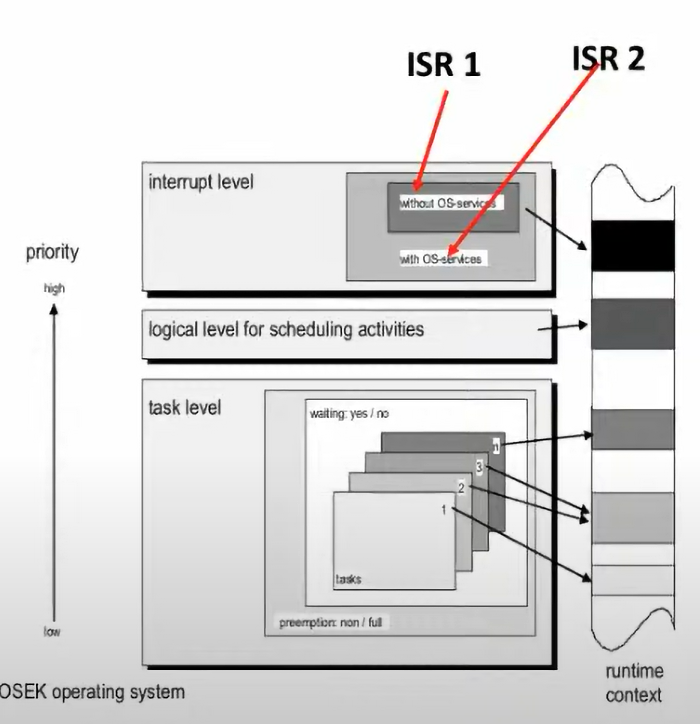 ISR 1
ISR 2
interrupt level
without OS-services
with OS-services
priority
high
logical level for scheduling activities
task level
waiting: yes / no
n
3
2
1
tasks
preemption: non / full
low
OSEK operating system
runtime
context